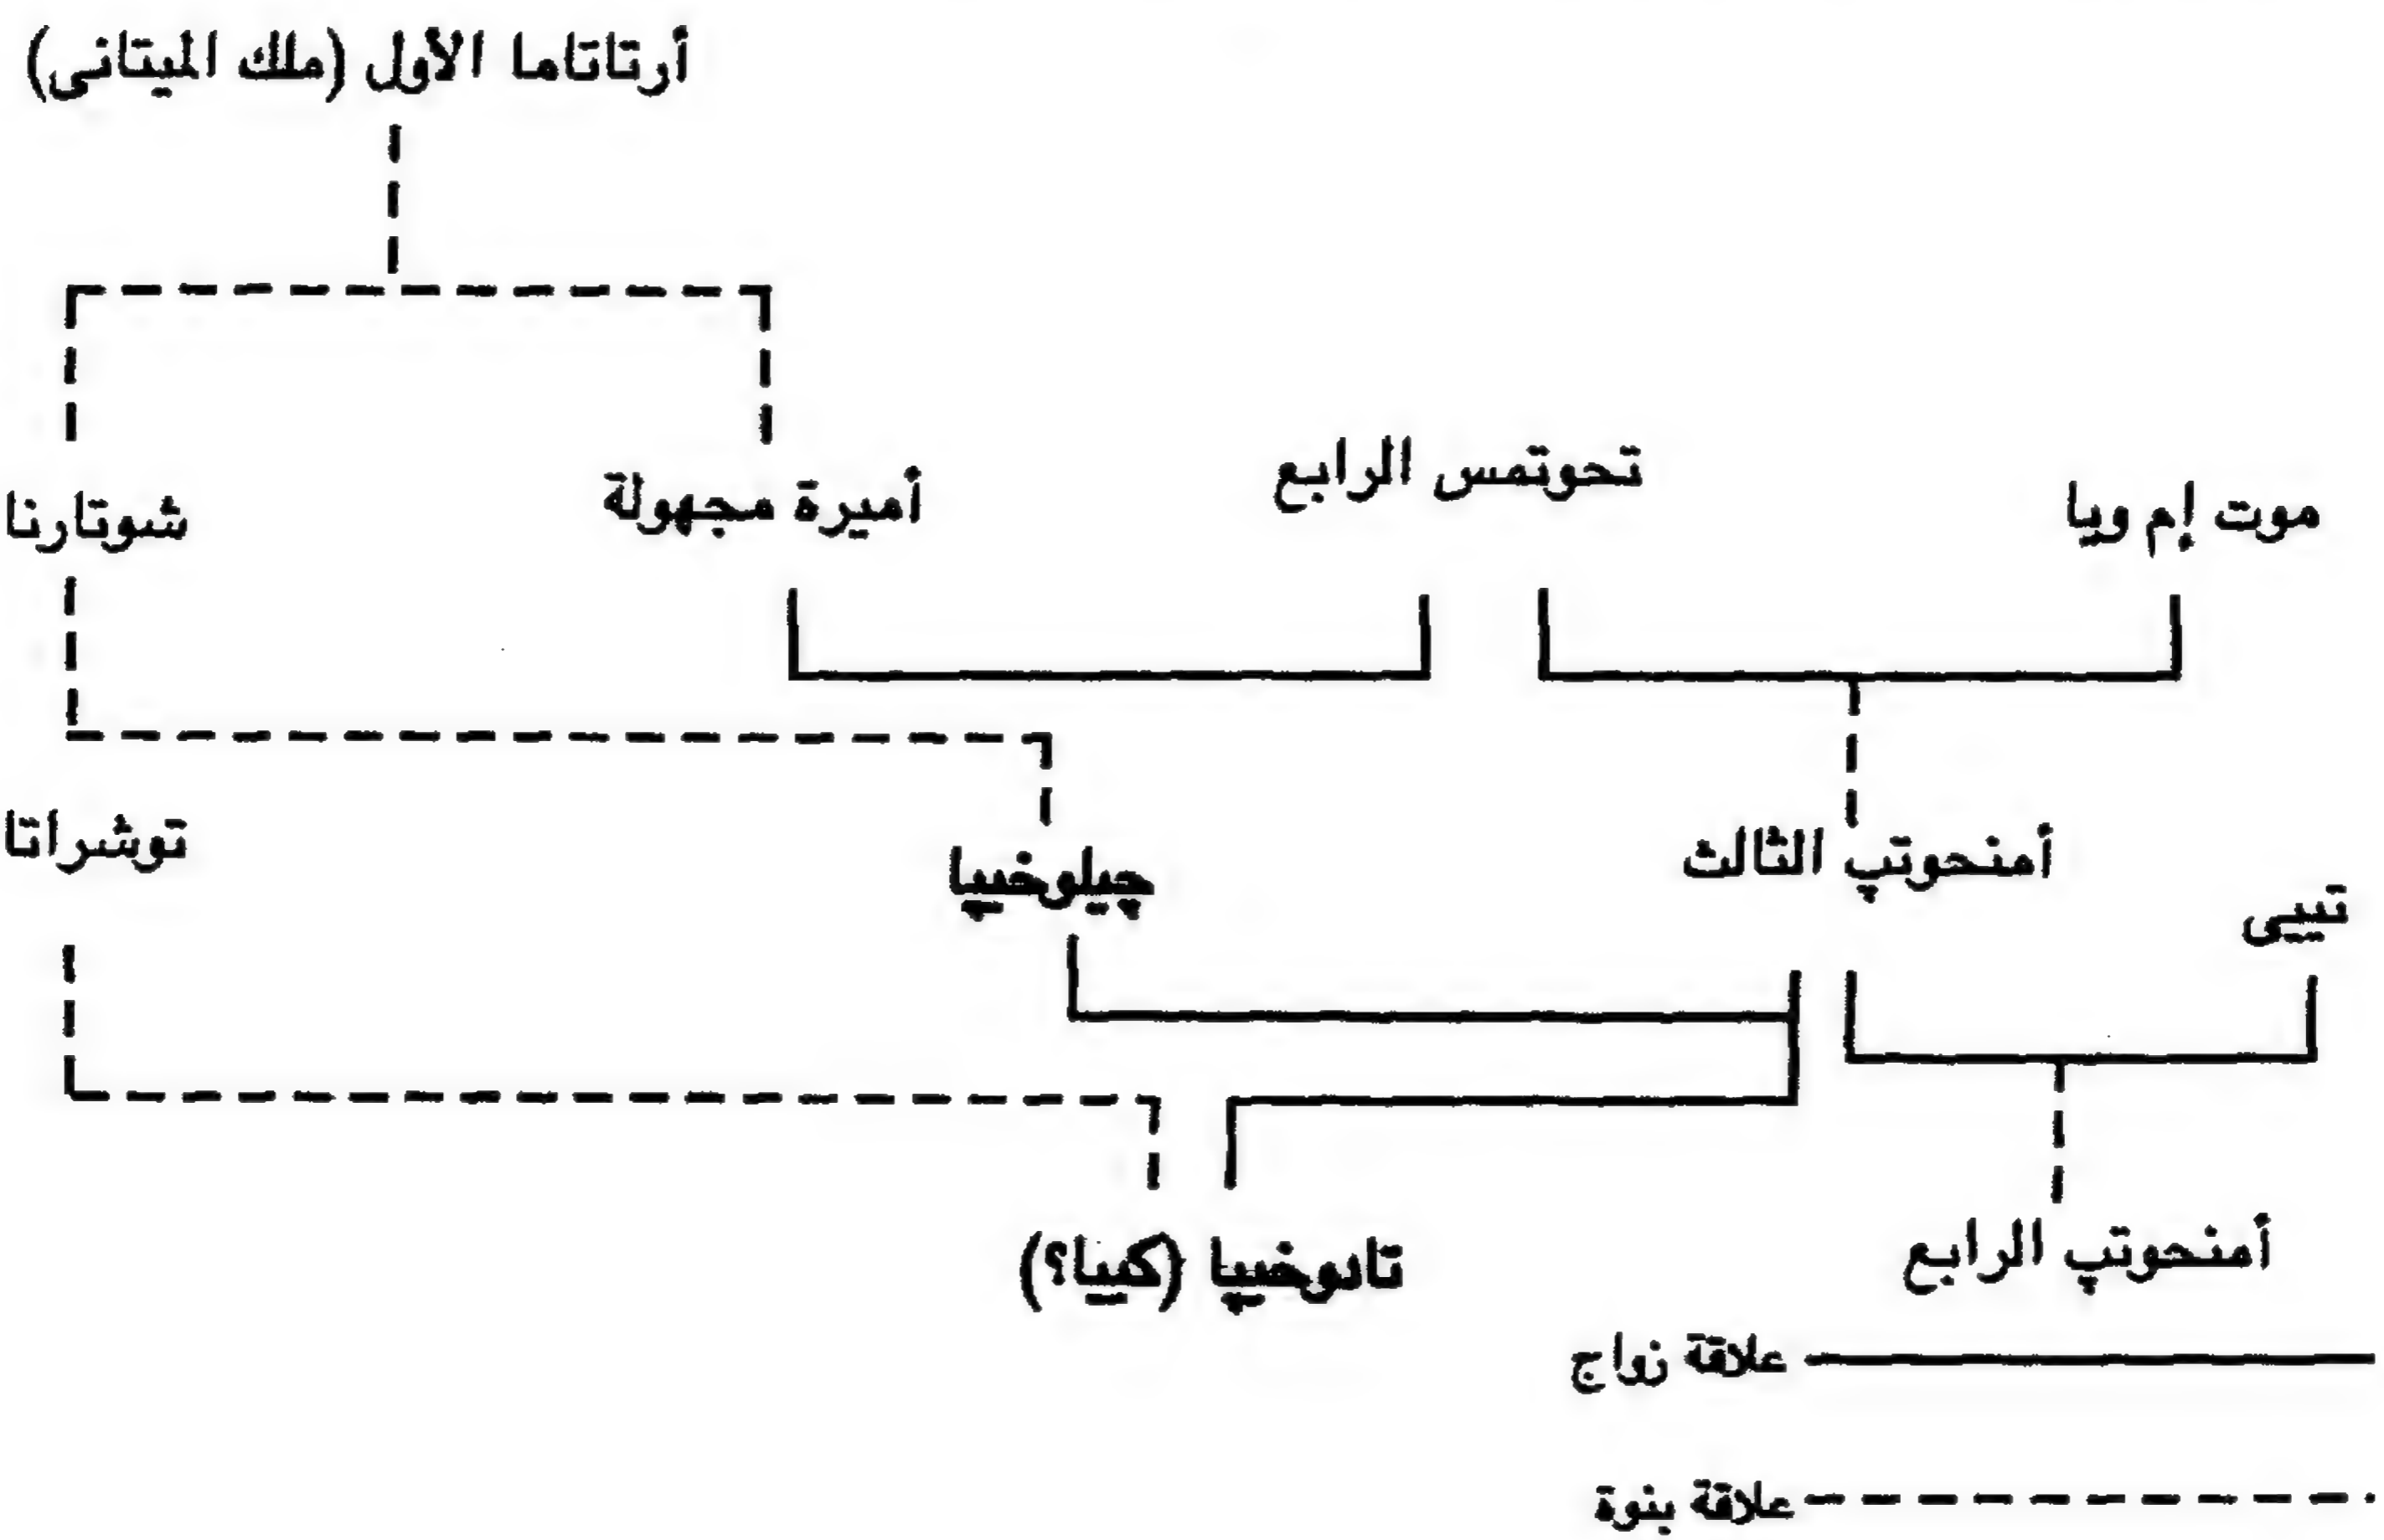 أرتاتاما الأول (ملك الميتانى)
تحوتمس الرابع
موت إم ويا
أميرة مجهولة
شوتارنا
أمنحوتپ الثالث
تيى
چيلوخيپا
توشراتا
أمنحوتپ الرابع
تادوخيپا (كييا؟)
علاقة زواج
علاقة بنوة